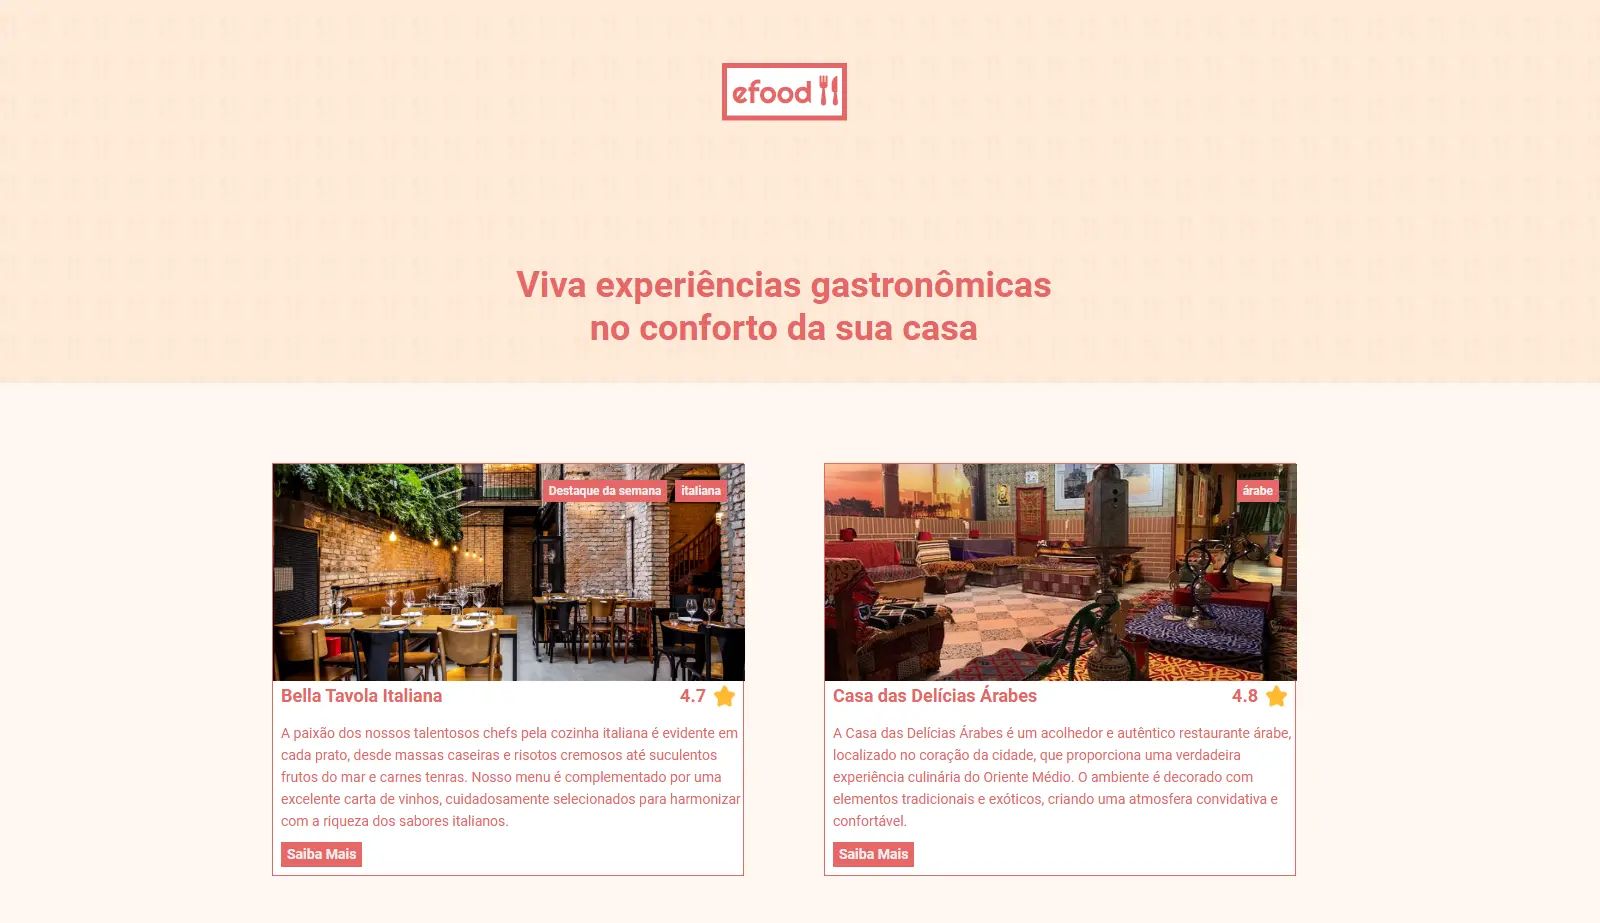 efood
Viva experiências gastronômicas
no conforto da sua casa
Destaque da semana
italiana
Bella Tavola Italiana
4.7
A paixão dos nossos talentosos chefs pela cozinha italiana é evidente em
cada prato, desde massas caseiras e risotos cremosos até suculentos
frutos do mar e carnes tenras. Nosso menu é complementado por uma
excelente carta de vinhos, cuidadosamente selecionados para harmonizar
com a riqueza dos sabores italianos.
Saiba Mais
árabe
Casa das Delícias Árabes
4.8
A Casa das Delícias Árabes é um acolhedor e autêntico restaurante árabe,
localizado no coração da cidade, que proporciona uma verdadeira
experiência culinária do Oriente Médio. O ambiente é decorado com
elementos tradicionais e exóticos, criando uma atmosfera convidativa e
confortável.
Saiba Mais